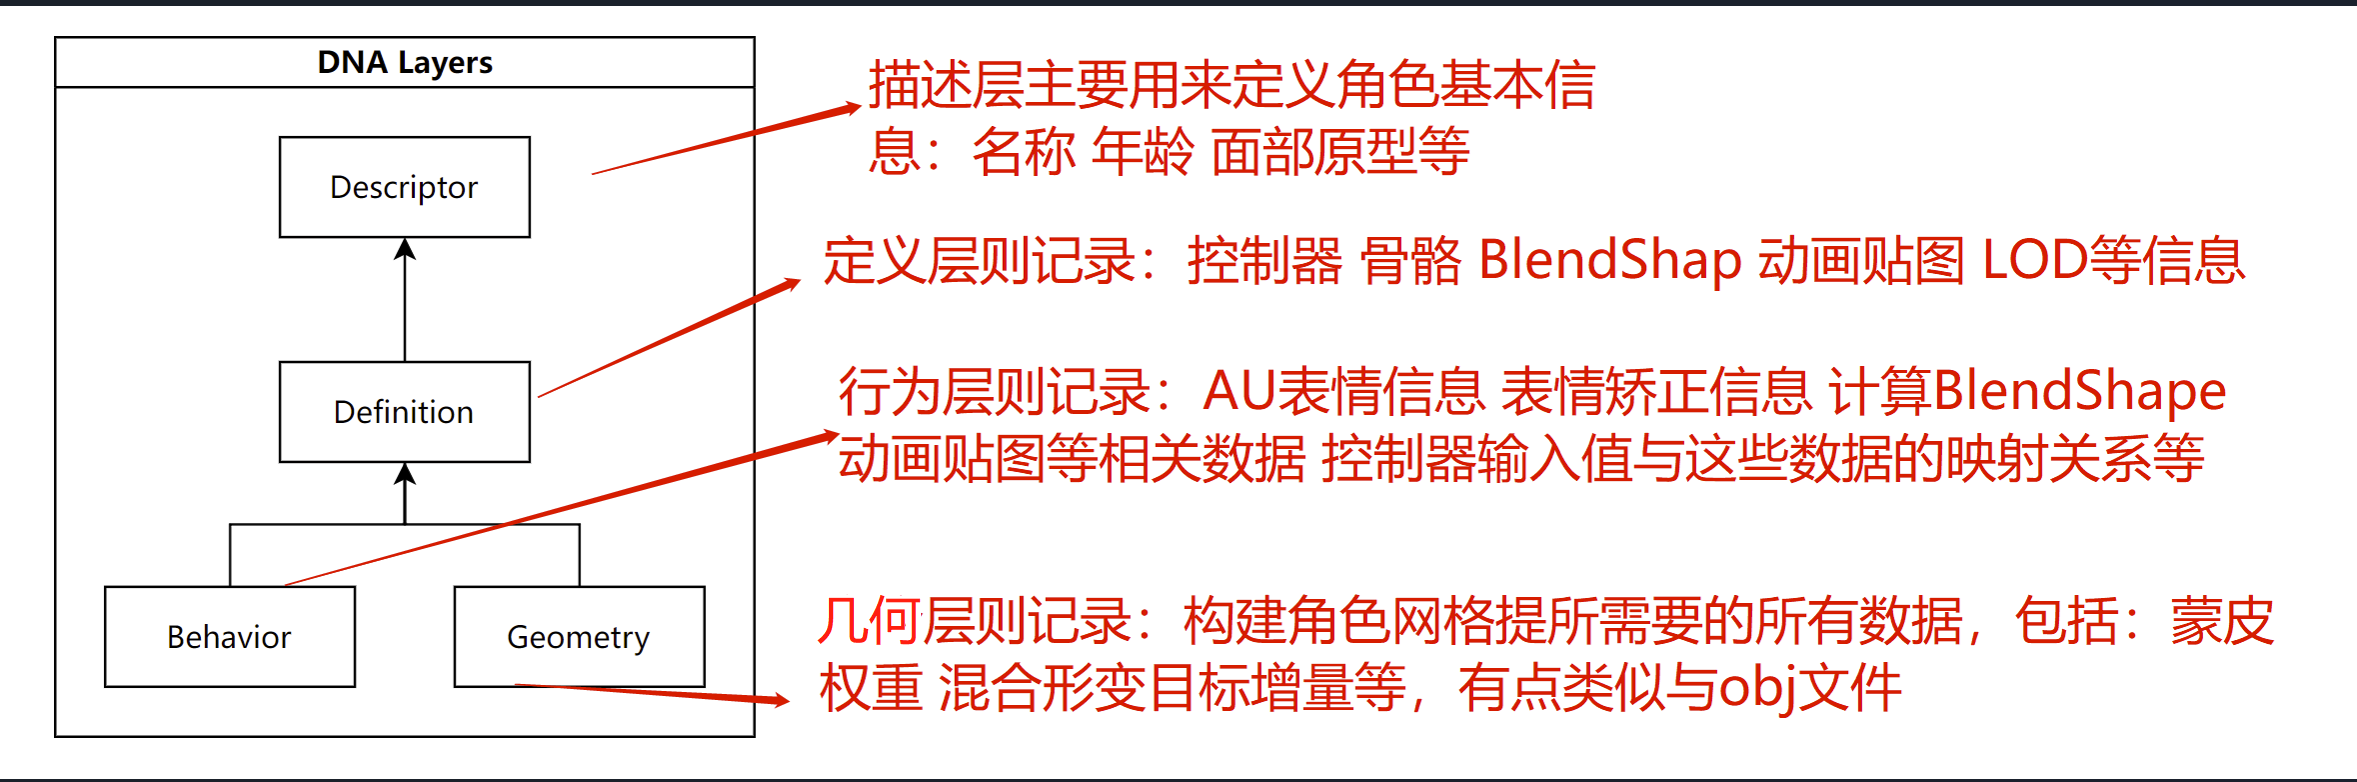 DNA Layers
Descriptor
Definition
Behavior
Geometry
描述层主要用来定义角色基本信
息：名称 年龄 面部原型等
定义层则记录：控制器 骨骼 BlendShap 动画贴图 LOD等信息
行为层则记录：AU表情信息 表情矫正信息 计算BlendShape
动画贴图等相关数据 控制器输入值与这些数据的映射关系等
几何层则记录：构建角色网格提所需要的所有数据，包括：蒙皮
权重 混合形变目标增量等，有点类似与obj文件